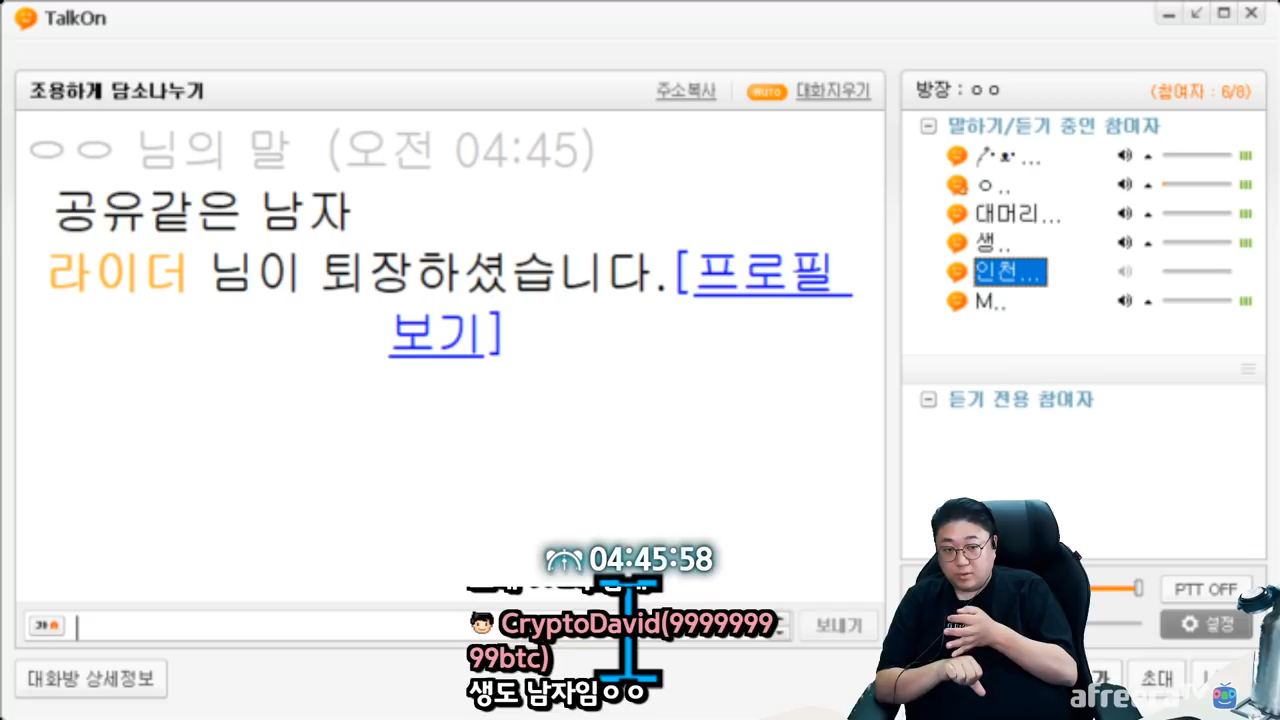 TalkOn
조용하게 담소나누기
주소복사
AUTO
대화지우기
ㅇㅇ 님의 말 (오전 04:45)
공유같은 남자
라이더 님이 퇴장하셨습니다.[프로필
보기]
방장 : ㅇㅇ
(참여자 : 6/8)
말하기/듣기 중인 참여자
ㅇ..
대머리...
생..
인천...
M..
듣기 전용 참여자
04:45:58
CryptoDavid(9999999
99btc)
생도 남자임ㅇㅇ
보내기
PTT OFF
설정
대화방 상세정보
초대